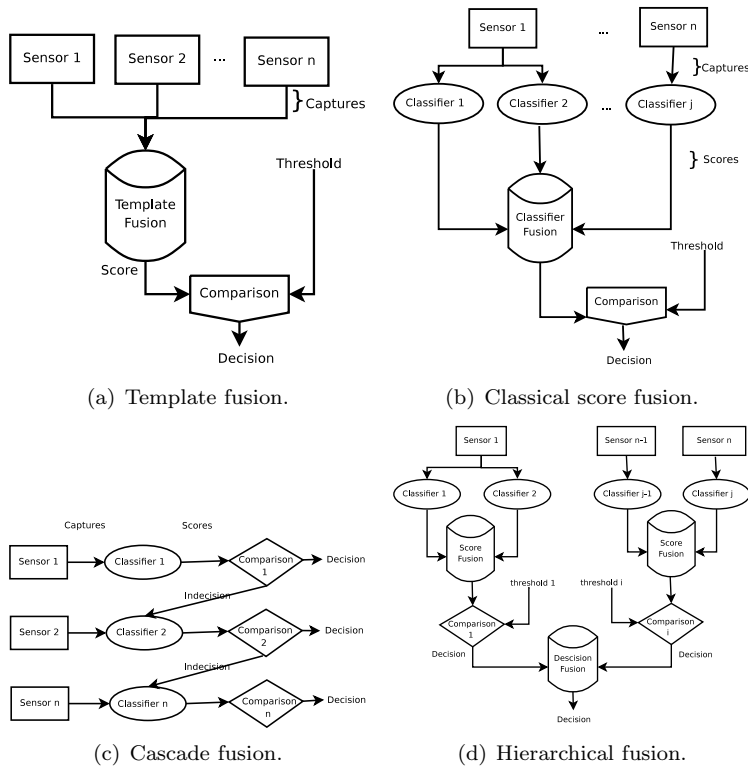 Sensor 1
Sensor 2
...
Sensor n
} Captures
Threshold
Template
Fusion
Score
Comparison
Decision
(a) Template fusion.
Sensor 1
...
Sensor n
} Captures
Classifier 1
Classifier 2
...
Classifier j
} Scores
Classifier
Fusion
Threshold
Comparison
Decision
(b) Classical score fusion.
Captures
Scores
Sensor 1
Classifier 1
Comparison
1
Decision
Indecision
Sensor 2
Classifier 2
Comparison
2
Decision
Indecision
Sensor n
Classifier n
Comparison
n
Decision
(c) Cascade fusion.
Sensor 1
Sensor n-1
Sensor n
Classifier 1
Classifier 2
Classifier j-1
Classifier j
Score
Fusion
Score
Fusion
threshold 1
threshold i
Comparison
1
Comparison
i
Decision
Decision
Descision
Fusion
Decision
(d) Hierarchical fusion.